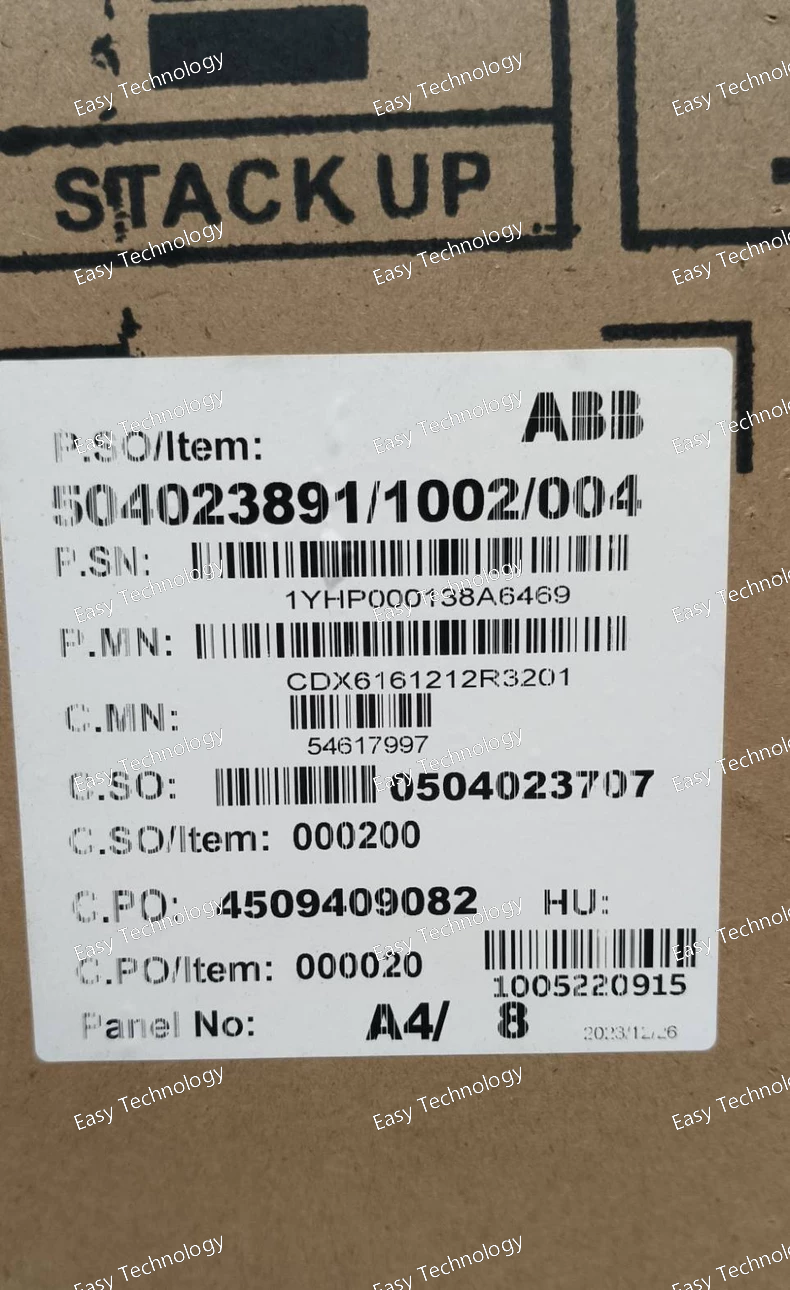 STACK UP
ABB
P.SO/Item:
504023891/1002/004
P.SN:
1YHP000138A6469
P.MN:
CDX6161212R3201
C.MN:
54617997
C.SO: 0504023707
C.SO/Item: 000200
C.PO: 4509409082 HU:
C.PO/Item: 000020
1005220915
Panel No: A4/ 8
Easy Technology